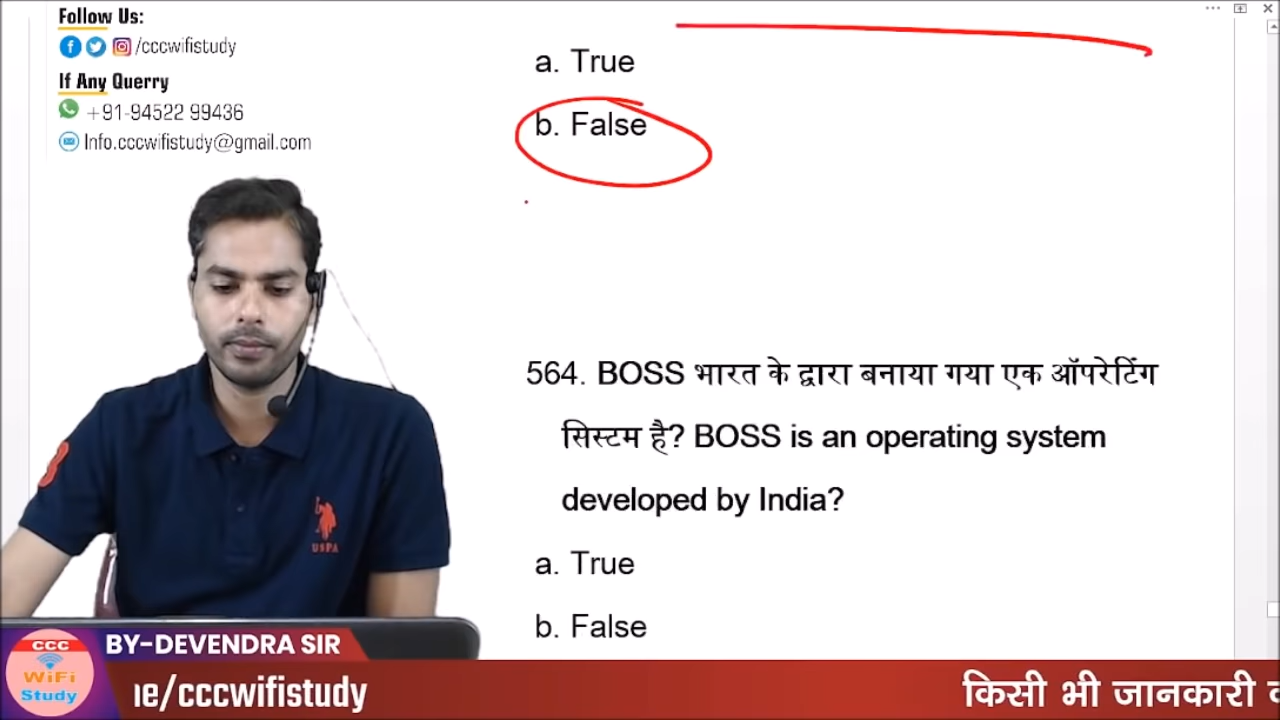 Follow Us:
/cccwifistudy
If Any Querry
+91-94522 99436
Info.cccwifistudy@gmail.com
a. True
b. False
564. BOSS भारत के द्वारा बनाया गया एक ऑपरेटिंग
सिस्टम है? BOSS is an operating system
developed by India?
a. True
b. False
USPA
BY-DEVENDRA SIR
CCC
WiFi
Study
ne/cccwifistudy
किसी भी जानकारी